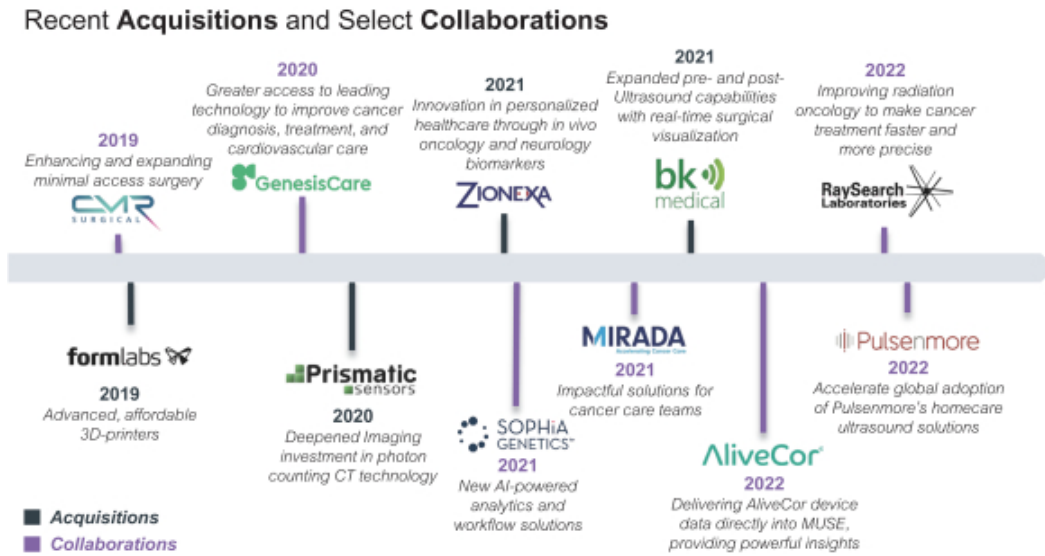 Recent Acquisitions and Select Collaborations
2019
Enhancing and expanding
minimal access surgery
CMR
SURGICAL
2020
Greater access to leading
technology to improve cancer
diagnosis, treatment, and
cardiovascular care
GenesisCare
2021
Innovation in personalized
healthcare through in vivo
oncology and neurology
biomarkers
ZIONEXA
2021
Expanded pre- and post-
Ultrasound capabilities
with real-time surgical
visualization
bk
medical
2022
Improving radiation
oncology to make cancer
treatment faster and
more precise
RaySearch
Laboratories
formlabs
2019
Advanced, affordable
3D-printers
Prismatic
sensors
2020
Deepened Imaging
investment in photon
counting CT technology
SOPHiA
GENETICS™
2021
New AI-powered
analytics and
workflow solutions
MIRADA
Accelerating Cancer Care
2021
Impactful solutions for
cancer care teams
AliveCor®
2022
Delivering AliveCor device
data directly into MUSE,
providing powerful insights
Pulsenmore
2022
Accelerate global adoption
of Pulsenmore's homecare
ultrasound solutions
Acquisitions
Collaborations